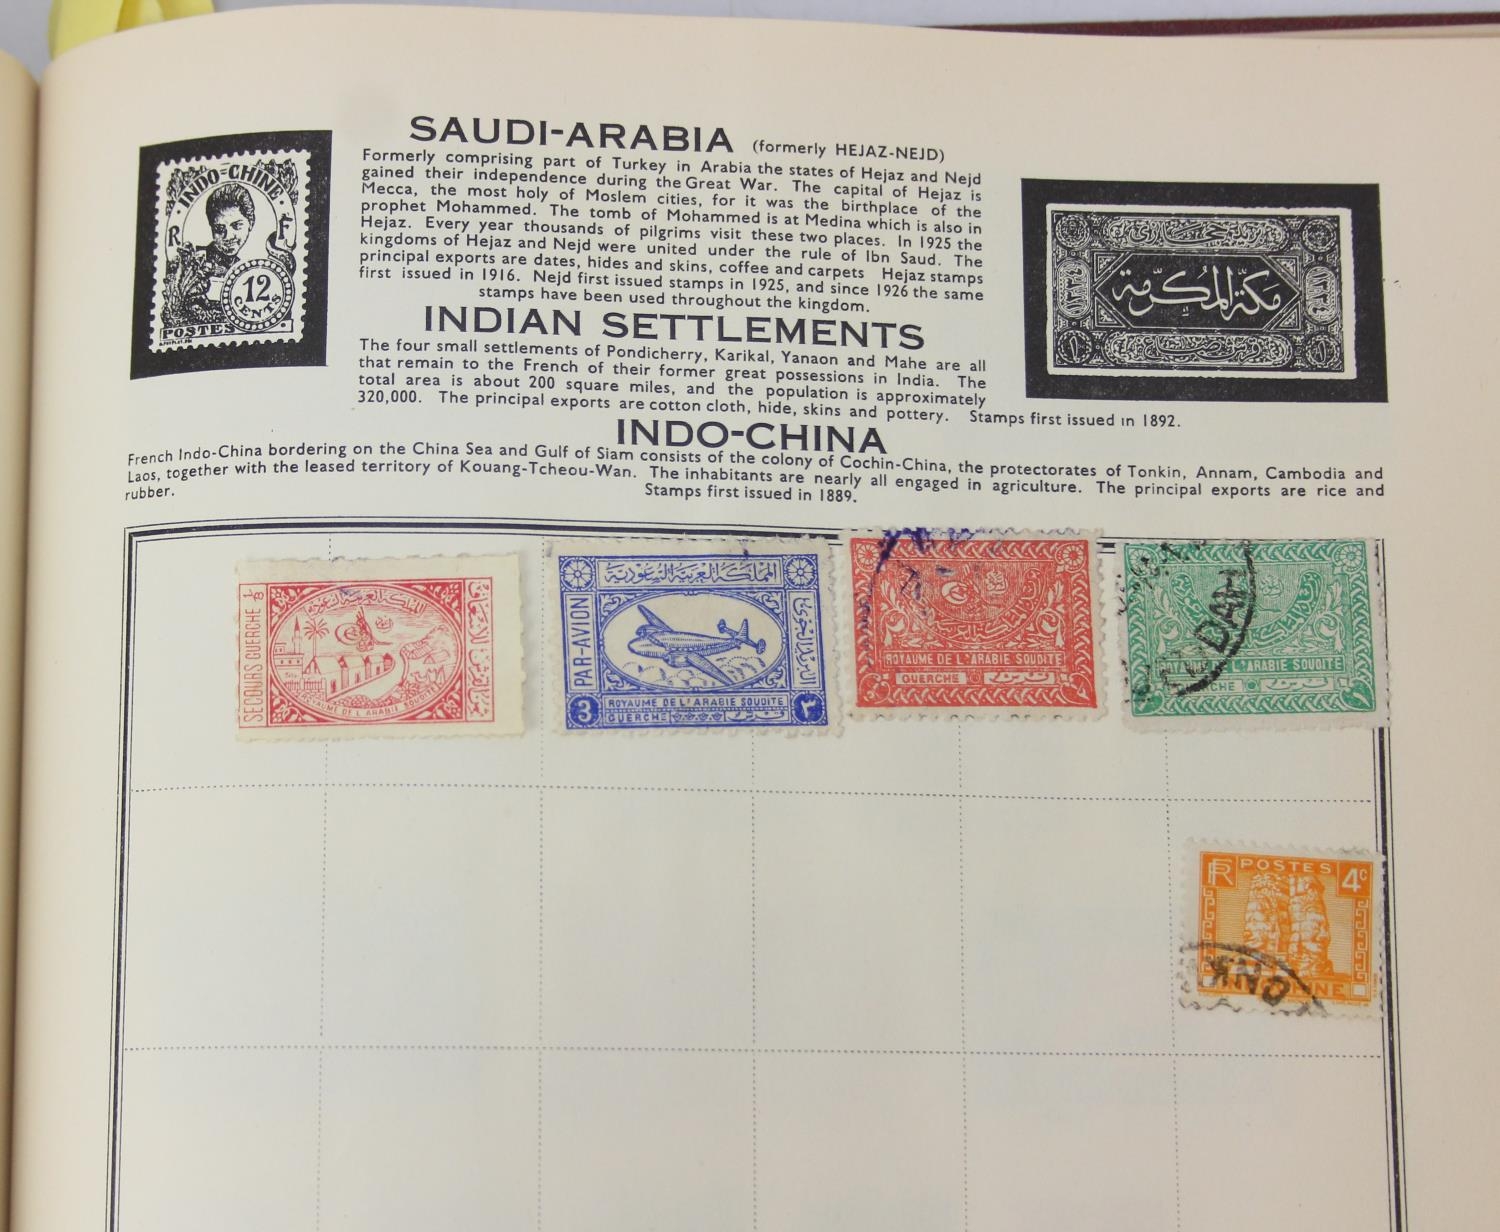 SAUDI-ARABIA (formerly HEJAZ-NEJD)
Formerly comprising part of Turkey in Arabia the states of Hejaz and Nejd
gained their independence during the Great War. The capital of Hejaz is
Mecca, the most holy of Moslem cities, for it was the birthplace of the
prophet Mohammed. The tomb of Mohammed is at Medina which is also in
Hejaz. Every year thousands of pilgrims visit these two places. In 1925 the
kingdoms of Hejaz and Nejd were united under the rule of Ibn Saud. The
principal exports are dates, hides and skins, coffee and carpets Hejaz stamps
first issued in 1916. Nejd first issued stamps in 1925, and since 1926 the same
stamps have been used throughout the kingdom.
INDO-CHINE
R F
12
CENTS
POSTES
مكة المكرمة
INDIAN SETTLEMENTS
The four small settlements of Pondicherry, Karikal, Yanaon and Mahe are all
that remain to the French of their former great possessions in India. The
total area is about 200 square miles, and the population is approximately
320,000. The principal exports are cotton cloth, hide, skins and pottery. Stamps first issued in 1892.
INDO-CHINA
French Indo-China bordering on the China Sea and Gulf of Siam consists of the colony of Cochin-China, the protectorates of Tonkin, Annam, Cambodia and
Laos, together with the leased territory of Kouang-Tcheou-Wan. The inhabitants are nearly all engaged in agriculture. The principal exports are rice and
rubber. Stamps first issued in 1889.
SECOURS GUERCHE 1/8
ROYAUME DE L'ARABIE SOUDITE
المملكة العربية السعودية
PAR-AVION
3 ROYAUME DE L'ARABIE SOUDITE ٣
GUERCHE
ROYAUME DE L'ARABIE SOUDITE
GUERCHE
DDAH
ROYAUME DE L'ARABIE SOUDITE
GUERCHE
RF POSTES 4c
INDOCHINE